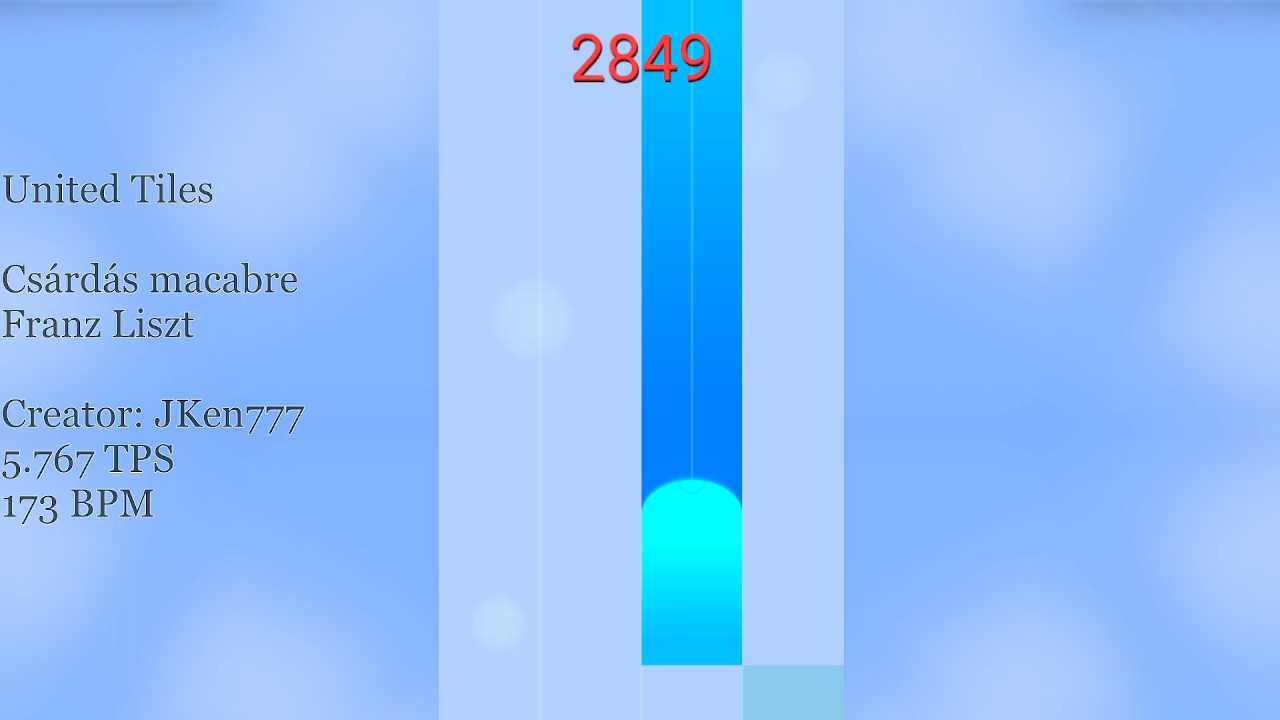 2849
United Tiles
Csárdás macabre
Franz Liszt
Creator: JKen777
5.767 TPS
173 BPM